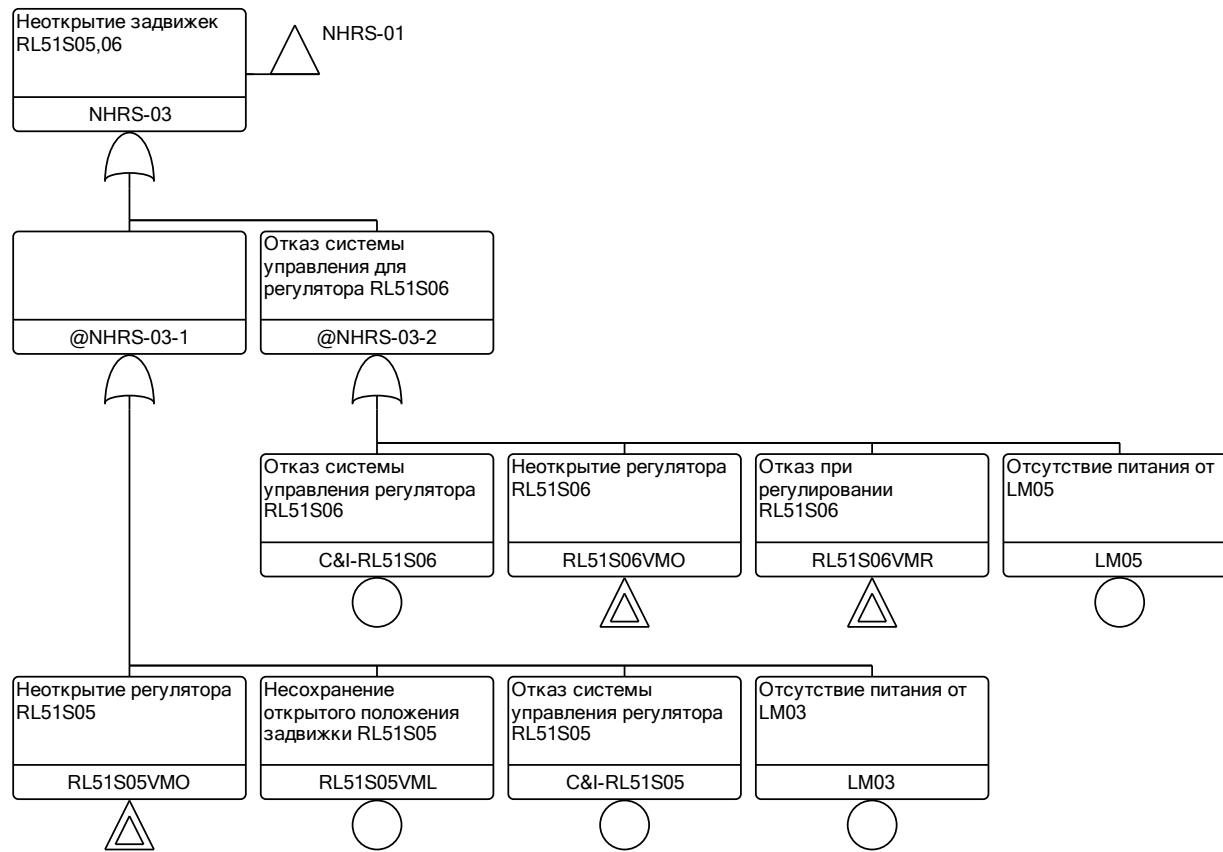 Неоткрытие задвижек
RL51S05,06
NHRS-03
NHRS-01
@NHRS-03-1
Отказ системы
управления для
регулятора RL51S06
@NHRS-03-2
Отказ системы
управления регулятора
RL51S06
C&I-RL51S06
Неоткрытие регулятора
RL51S06
RL51S06VMO
Отказ при
регулировании
RL51S06
RL51S06VMR
Отсутствие питания от
LM05
LM05
Неоткрытие регулятора
RL51S05
RL51S05VMO
Несохранение
открытого положения
задвижки RL51S05
RL51S05VML
Отказ системы
управления регулятора
RL51S05
C&I-RL51S05
Отсутствие питания от
LM03
LM03